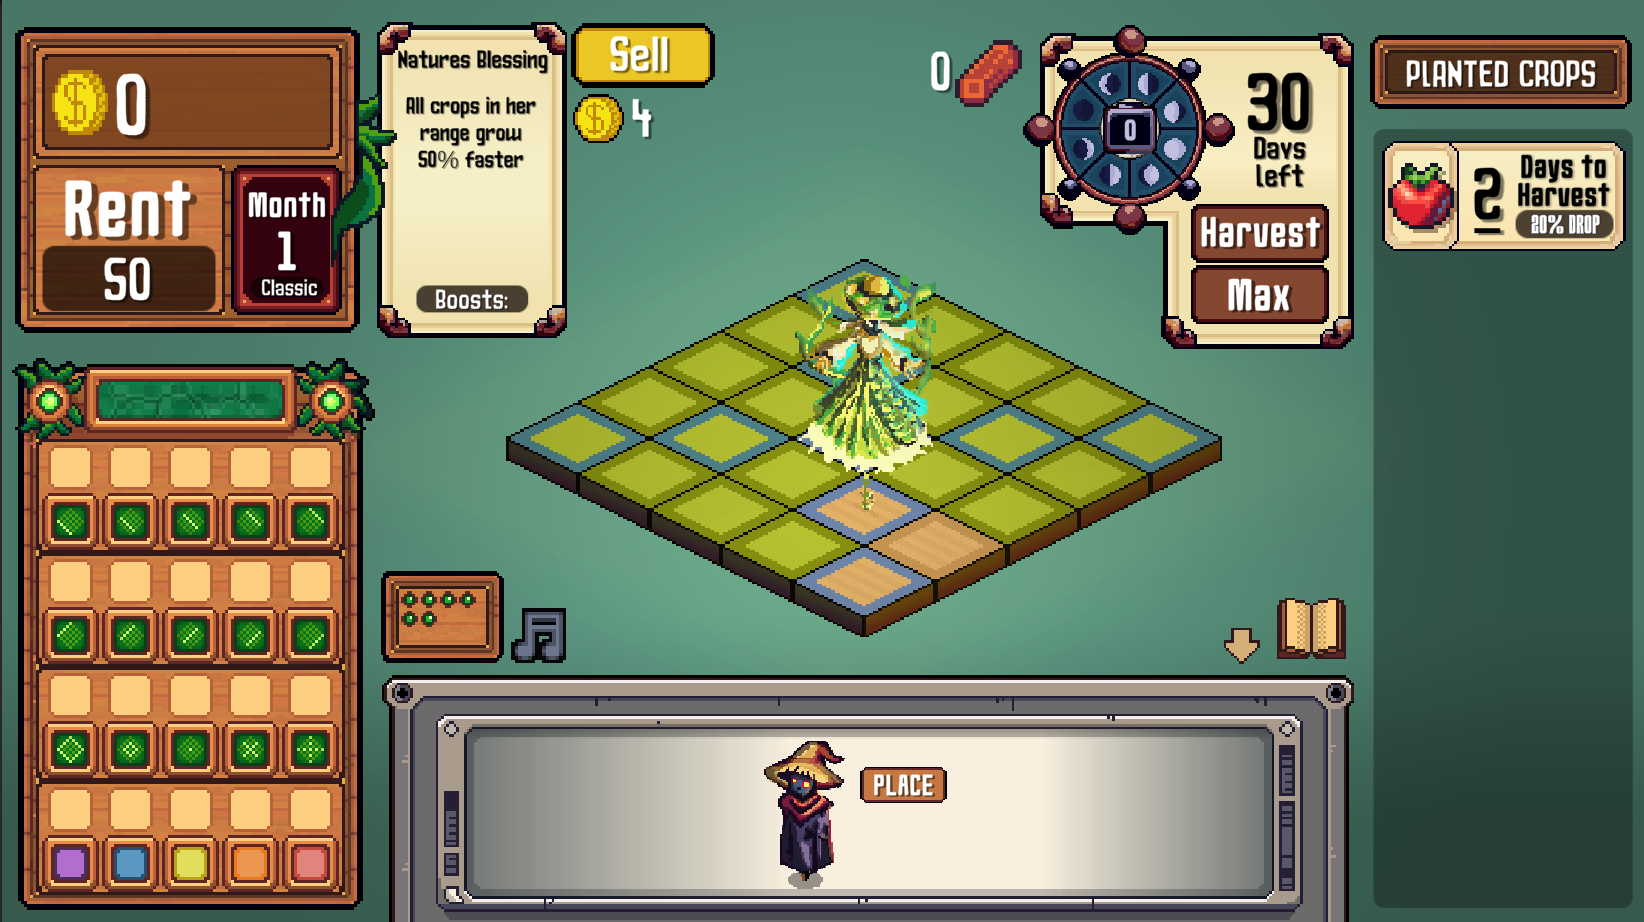 0
Rent
50
Month
1
Classic
Natures Blessing
All crops in her
range grow
50% faster
Boosts:
Sell
4
0
0
30
Days
left
Harvest
Max
PLANTED CROPS
2
Days to
Harvest
20% DROP
PLACE